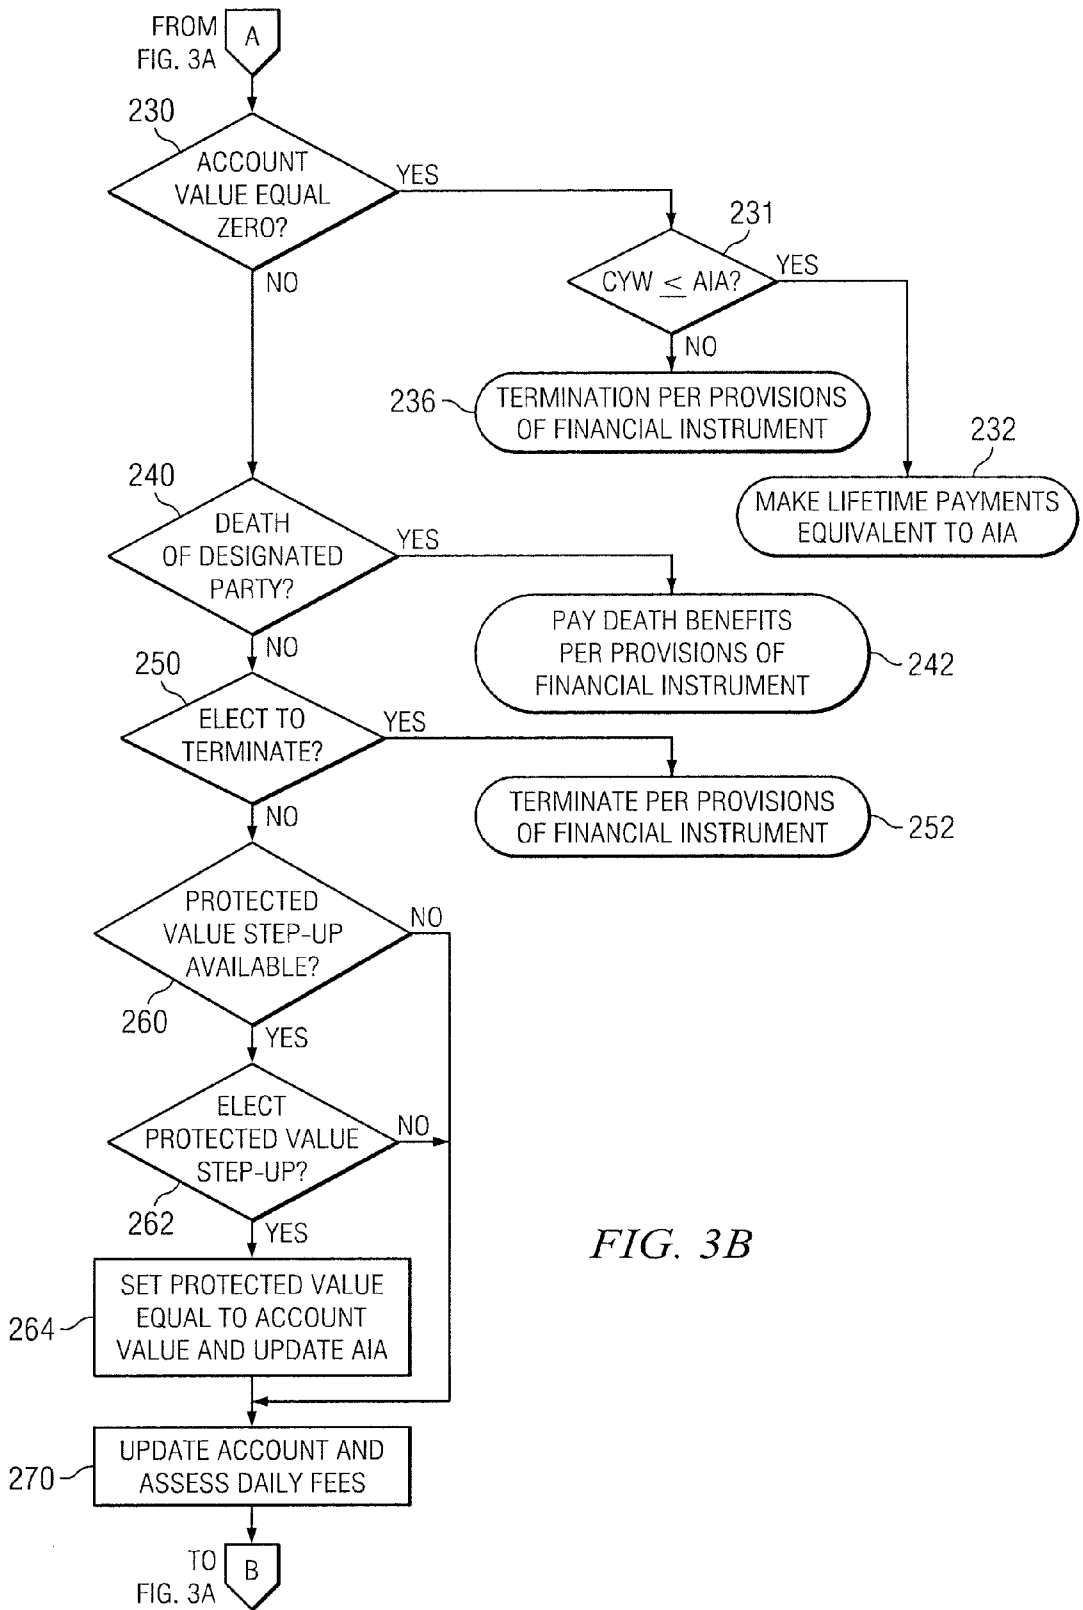 FROM
FIG. 3A
A
230
ACCOUNT
VALUE EQUAL
ZERO?
YES
NO
231
CYW ≤ AIA?
YES
NO
236
TERMINATION PER PROVISIONS
OF FINANCIAL INSTRUMENT
232
MAKE LIFETIME PAYMENTS
EQUIVALENT TO AIA
240
DEATH
OF DESIGNATED
PARTY?
YES
NO
PAY DEATH BENEFITS
PER PROVISIONS OF
FINANCIAL INSTRUMENT
242
250
ELECT TO
TERMINATE?
YES
NO
TERMINATE PER PROVISIONS
OF FINANCIAL INSTRUMENT
252
PROTECTED
VALUE STEP-UP
AVAILABLE?
NO
260
YES
ELECT
PROTECTED VALUE
STEP-UP?
NO
262
YES
FIG. 3B
SET PROTECTED VALUE
EQUAL TO ACCOUNT
VALUE AND UPDATE AIA
264
UPDATE ACCOUNT AND
ASSESS DAILY FEES
270
TO
FIG. 3A
B